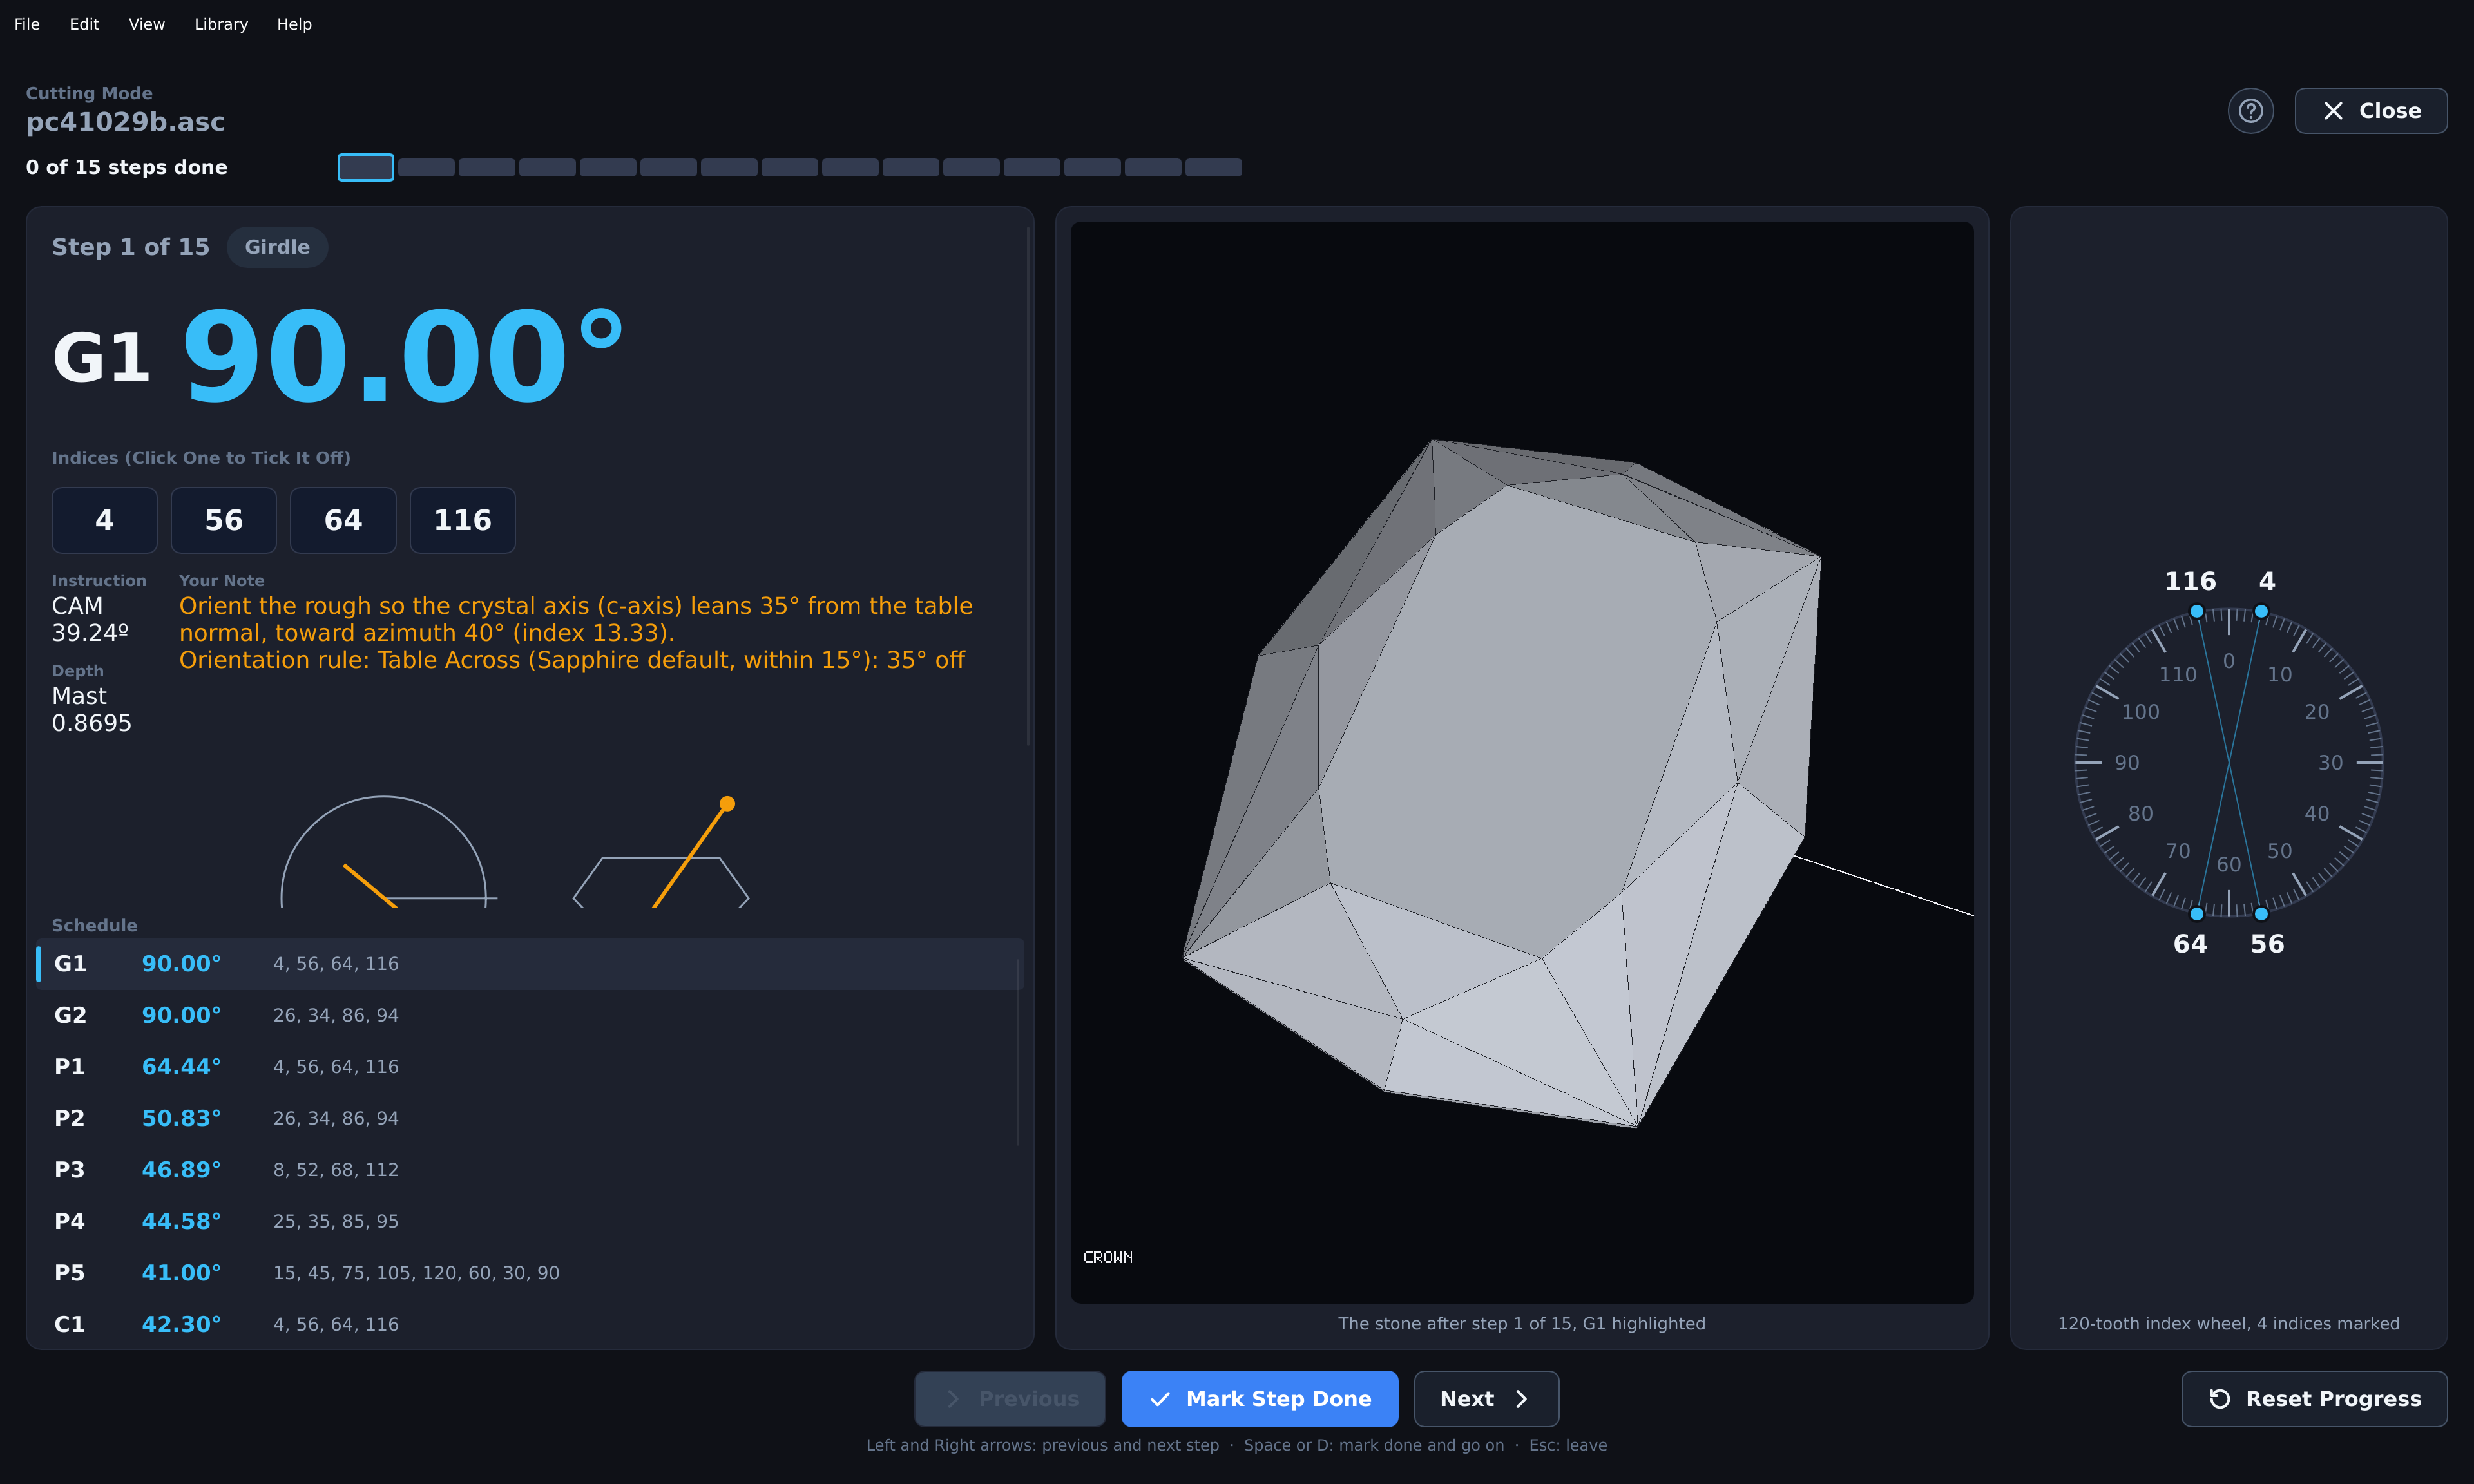 File Edit View Library Help
Cutting Mode
pc41029b.asc
Close
0 of 15 steps done
Step 1 of 15 Girdle
G1 90.00°
Indices (Click One to Tick It Off)
4 56 64 116
Instruction
CAM
39.24º
Depth
Mast
0.8695
Your Note
Orient the rough so the crystal axis (c-axis) leans 35° from the table
normal, toward azimuth 40° (index 13.33).
Orientation rule: Table Across (Sapphire default, within 15°): 35° off
Schedule
G1 90.00° 4, 56, 64, 116
G2 90.00° 26, 34, 86, 94
P1 64.44° 4, 56, 64, 116
P2 50.83° 26, 34, 86, 94
P3 46.89° 8, 52, 68, 112
P4 44.58° 25, 35, 85, 95
P5 41.00° 15, 45, 75, 105, 120, 60, 30, 90
C1 42.30° 4, 56, 64, 116
CROWN
The stone after step 1 of 15, G1 highlighted
116 4
0
110 10
100 20
90 30
80 40
70 50
60
64 56
120-tooth index wheel, 4 indices marked
Previous Mark Step Done Next Reset Progress
Left and Right arrows: previous and next step · Space or D: mark done and go on · Esc: leave